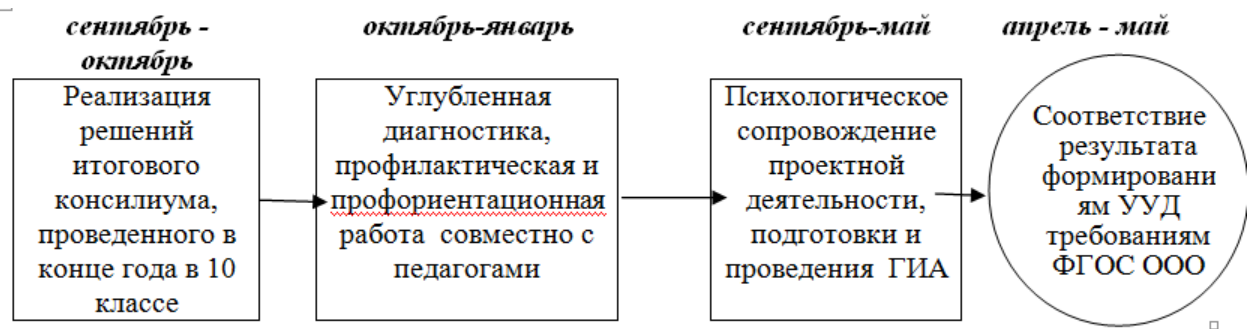 сентябрь -
октябрь
Реализация
решений
итогового
консилиума,
проведенного в
конце года в 10
классе
октябрь-январь
Углубленная
диагностика,
профилактическая и
профориентационная
работа совместно с
педагогами
сентябрь-май
Психологическое
сопровождение
проектной
деятельности,
подготовки и
проведения ГИА
апрель - май
Соответствие
результата
формировани
ям УУД
требованиям
ФГОС ООО